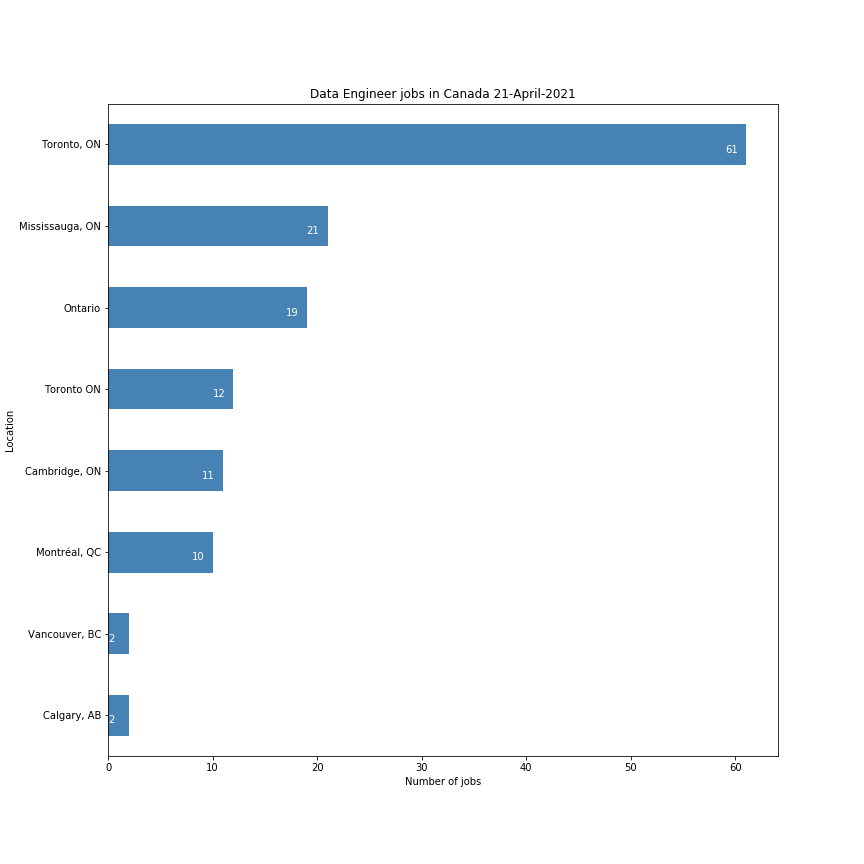 Data Engineer jobs in Canada 21-April-2021
Toronto, ON
61
Mississauga, ON
21
Ontario
19
Toronto ON
12
Cambridge, ON
11
Montréal, QC
10
Vancouver, BC
2
Calgary, AB
2
Location
0 10 20 30 40 50 60
Number of jobs